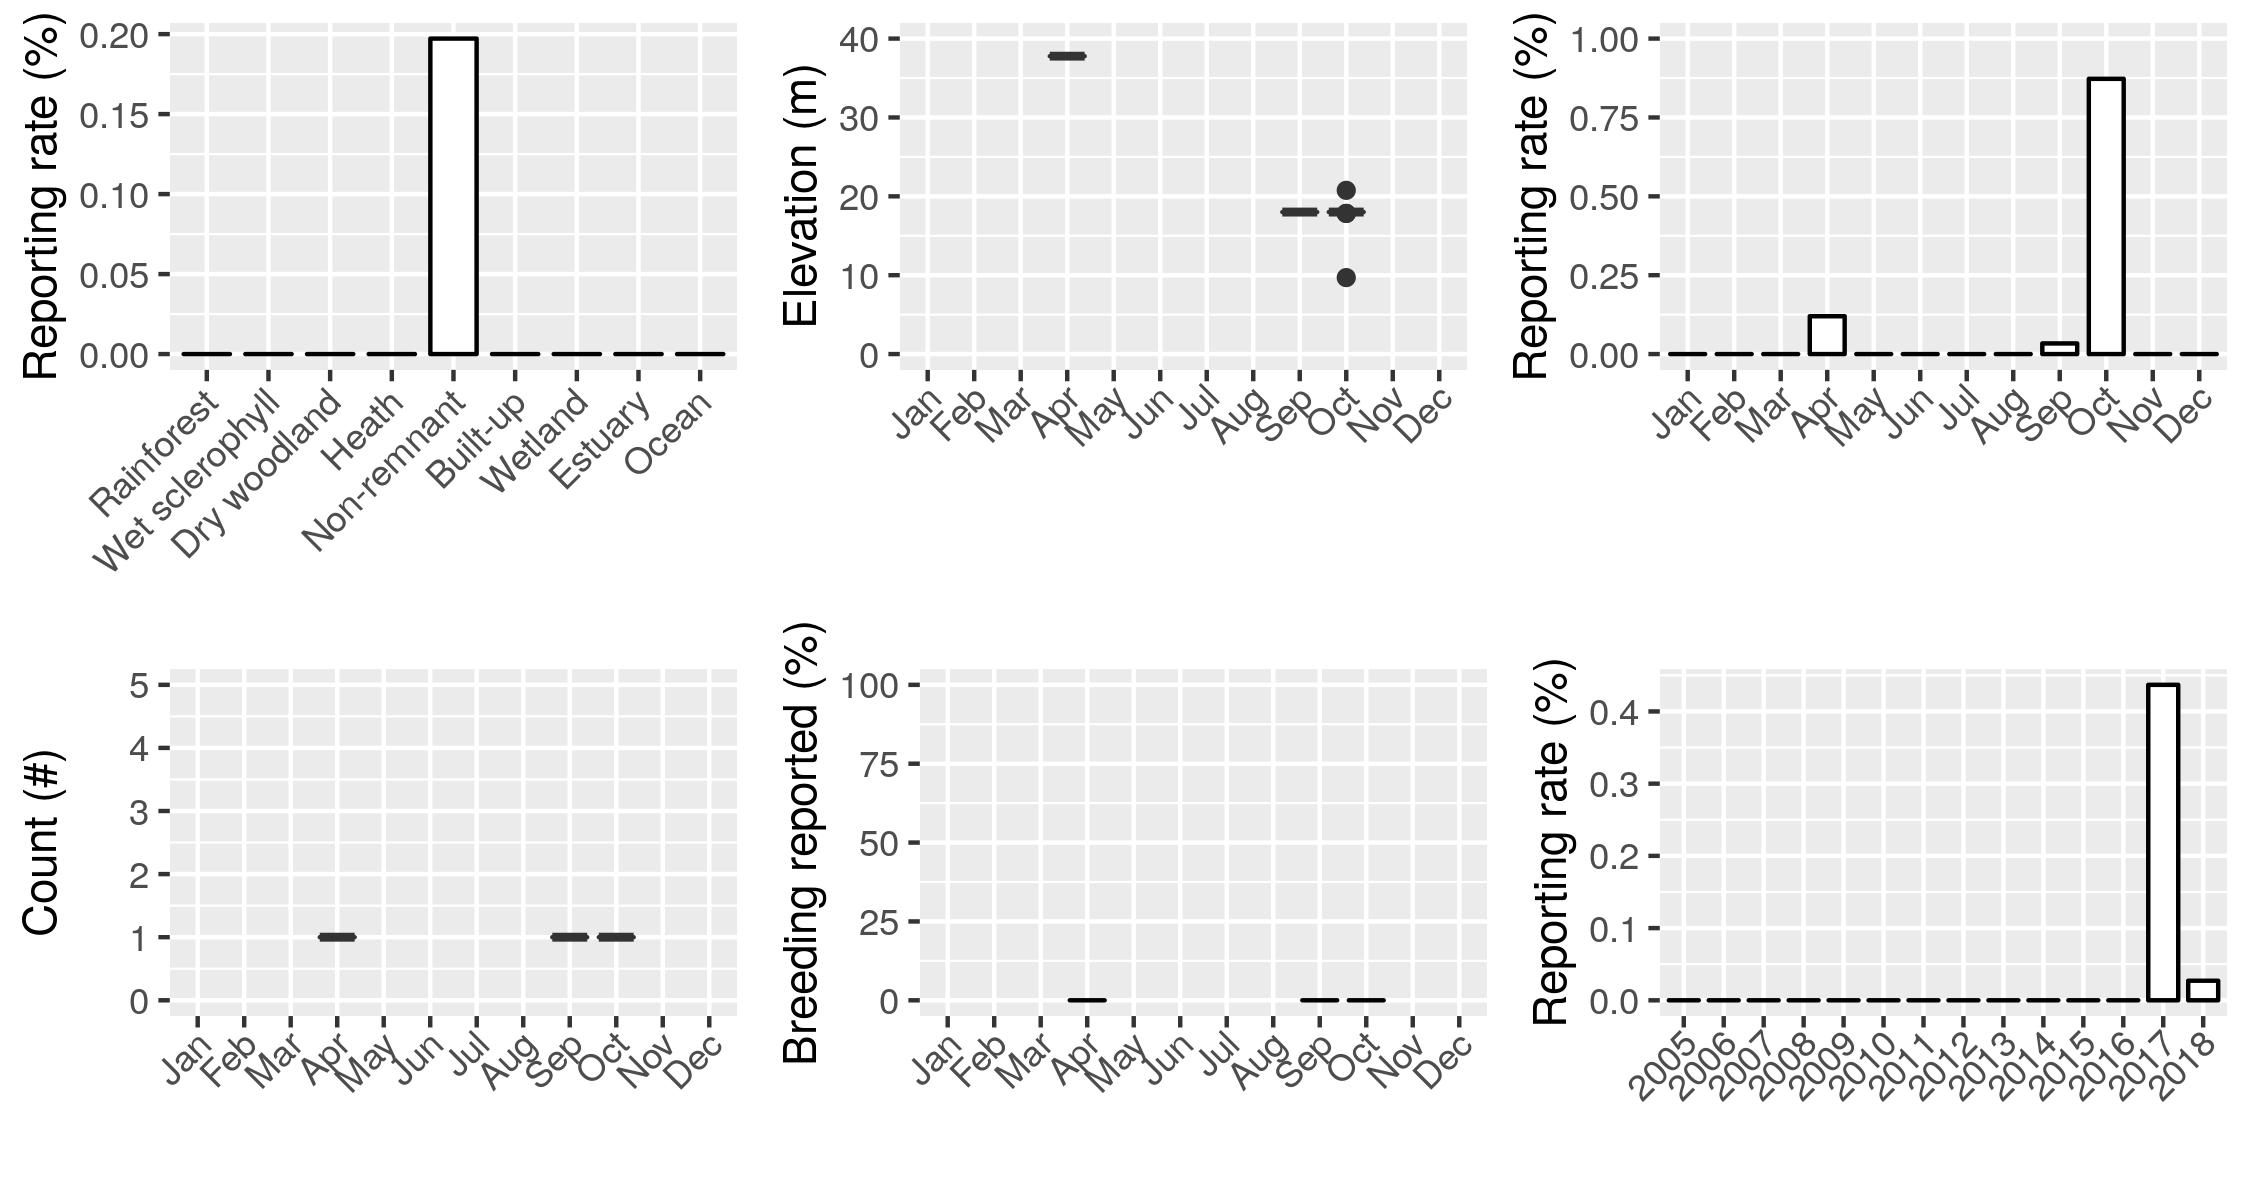 Reporting rate (%)
0.20
0.15
0.10
0.05
0.00
Rainforest
Wet sclerophyll
Dry woodland
Heath
Non-remnant
Built-up
Wetland
Estuary
Ocean
Elevation (m)
40
30
20
10
0
Jan
Feb
Mar
Apr
May
Jun
Jul
Aug
Sep
Oct
Nov
Dec
Reporting rate (%)
1.00
0.75
0.50
0.25
0.00
Jan
Feb
Mar
Apr
May
Jun
Jul
Aug
Sep
Oct
Nov
Dec
Count (#)
5
4
3
2
1
0
Jan
Feb
Mar
Apr
May
Jun
Jul
Aug
Sep
Oct
Nov
Dec
Breeding reported (%)
100
75
50
25
0
Jan
Feb
Mar
Apr
May
Jun
Jul
Aug
Sep
Oct
Nov
Dec
Reporting rate (%)
0.4
0.3
0.2
0.1
0.0
2005
2006
2007
2008
2009
2010
2011
2012
2013
2014
2015
2016
2017
2018